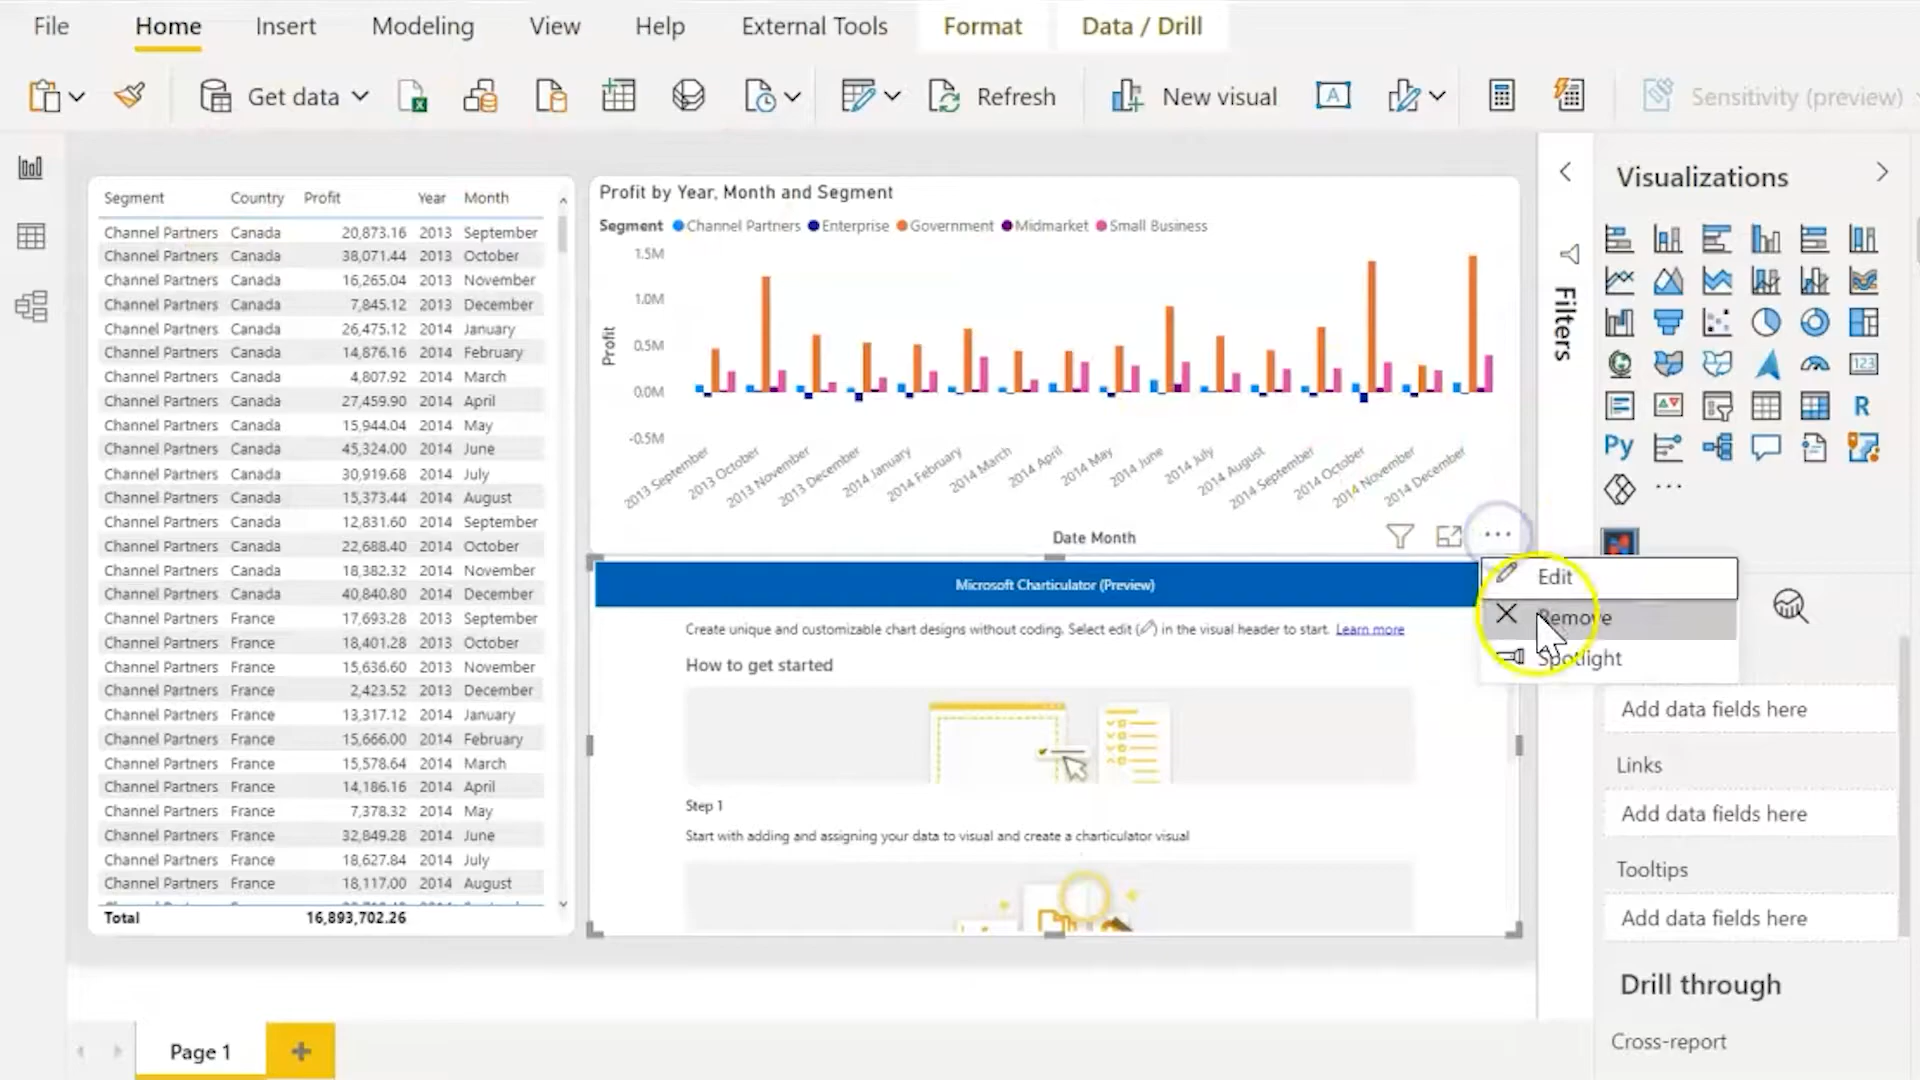 File Home Insert Modeling View Help External Tools Format Data / Drill
Get data Refresh New visual Sensitivity (preview)
Segment Country Profit Year Month
Channel Partners Canada 20,873.16 2013 September
Channel Partners Canada 38,071.44 2013 October
Channel Partners Canada 16,265.04 2013 November
Channel Partners Canada 7,845.12 2013 December
Channel Partners Canada 26,475.12 2014 January
Channel Partners Canada 14,876.16 2014 February
Channel Partners Canada 4,807.92 2014 March
Channel Partners Canada 27,459.90 2014 April
Channel Partners Canada 15,944.04 2014 May
Channel Partners Canada 45,324.00 2014 June
Channel Partners Canada 30,919.68 2014 July
Channel Partners Canada 15,373.44 2014 August
Channel Partners Canada 12,831.60 2014 September
Channel Partners Canada 22,688.40 2014 October
Channel Partners Canada 18,382.32 2014 November
Channel Partners Canada 40,840.80 2014 December
Channel Partners France 17,693.28 2013 September
Channel Partners France 18,401.28 2013 October
Channel Partners France 15,636.60 2013 November
Channel Partners France 2,423.52 2013 December
Channel Partners France 13,317.12 2014 January
Channel Partners France 15,666.00 2014 February
Channel Partners France 15,578.64 2014 March
Channel Partners France 14,186.16 2014 April
Channel Partners France 7,378.32 2014 May
Channel Partners France 32,849.28 2014 June
Channel Partners France 18,627.84 2014 July
Channel Partners France 18,117.00 2014 August
Total 16,893,702.26
Profit by Year, Month and Segment
Segment Channel Partners Enterprise Government Midmarket Small Business
1.5M
1.0M
0.5M
0.0M
-0.5M
Profit
2013 September
2013 October
2013 November
2013 December
2014 January
2014 February
2014 March
2014 April
2014 May
2014 June
2014 July
2014 August
2014 September
2014 October
2014 November
2014 December
Date Month
Microsoft Charticulator (Preview)
Create unique and customizable chart designs without coding. Select edit ( ) in the visual header to start. Learn more
How to get started
Step 1
Start with adding and assigning your data to visual and create a charticulator visual
Edit
Remove
Spotlight
Filters
Visualizations
123
R
Py
Add data fields here
Links
Add data fields here
Tooltips
Add data fields here
Drill through
Cross-report
Page 1